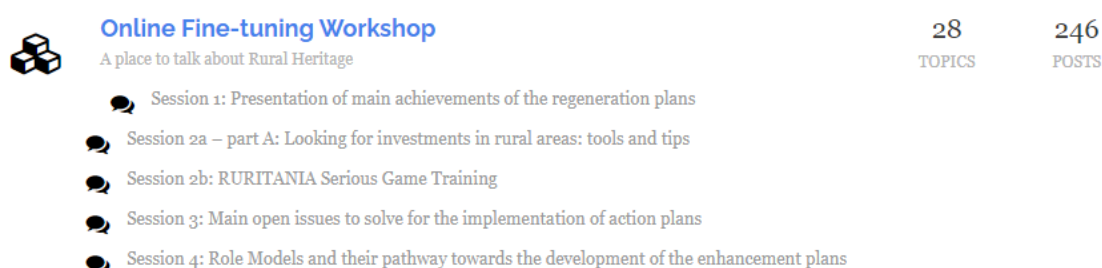 Online Fine-tuning Workshop
28
246
A place to talk about Rural Heritage
TOPICS
POSTS
Session 1: Presentation of main achievements of the regeneration plans
Session 2a – part A: Looking for investments in rural areas: tools and tips
Session 2b: RURITANIA Serious Game Training
Session 3: Main open issues to solve for the implementation of action plans
Session 4: Role Models and their pathway towards the development of the enhancement plans